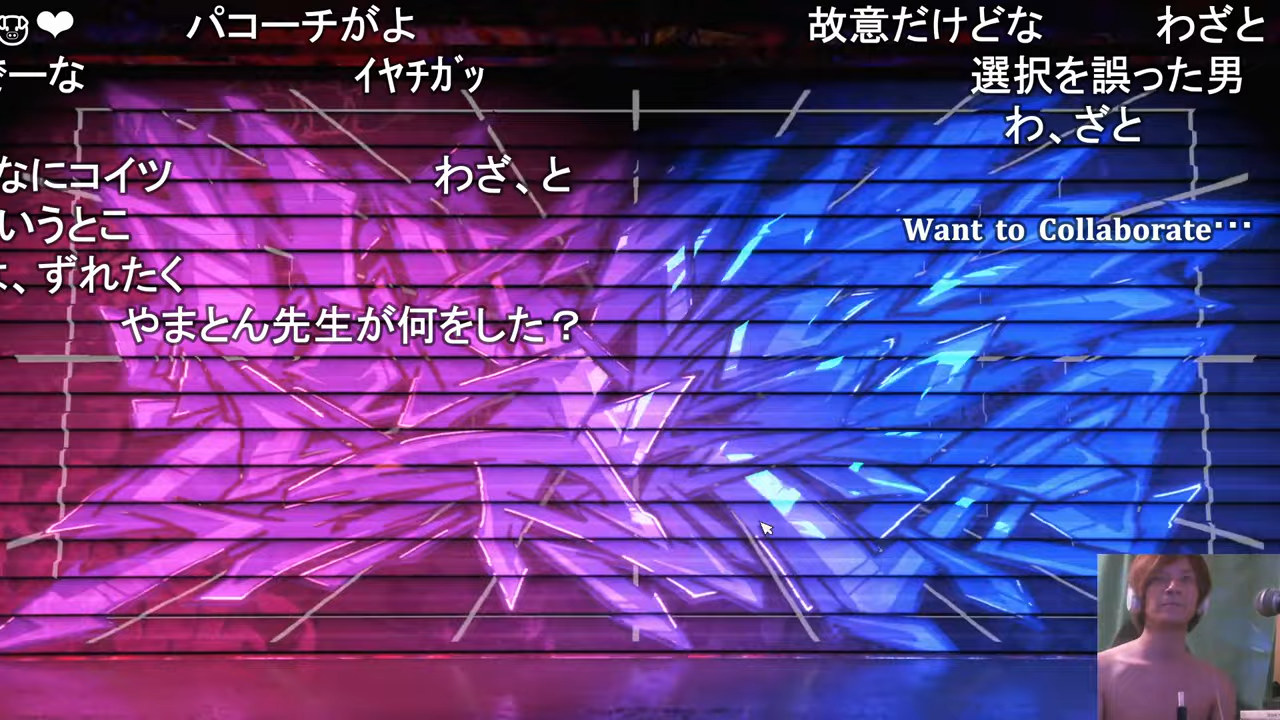 パコーチがよ
故意だけどな
わざと
ーな
イヤチガッ
選択を誤った男
わ、ざと
なにコイツ
わざ、と
いうとこ
Want to Collaborate…
、ずれたく
やまとん先生が何をした？